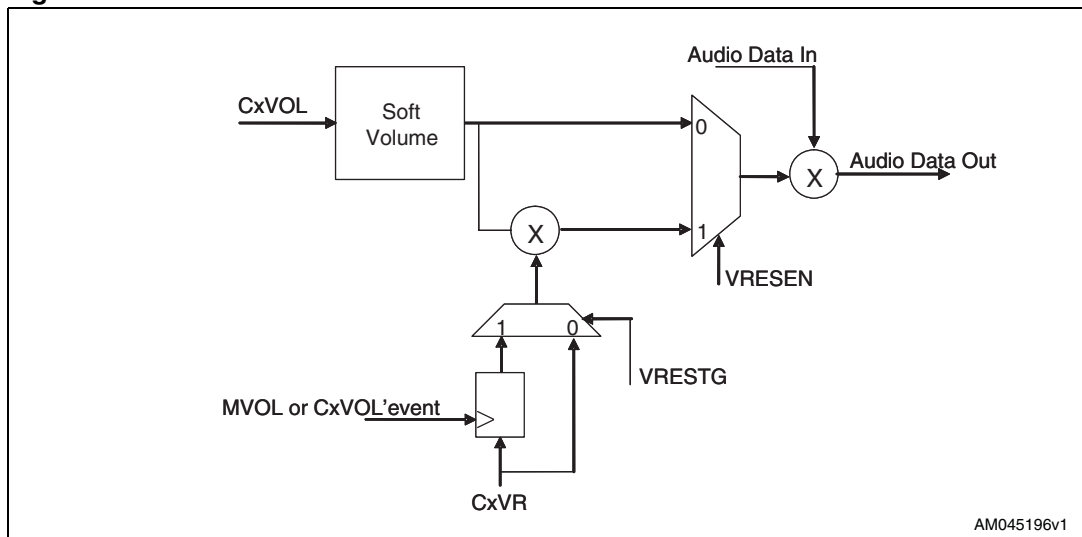 Audio Data In
CxVOL
Soft
Volume
0
X
Audio Data Out
X
1
VRESEN
1
0
VRESTG
MVOL or CxVOL'event
CxVR
AM045196v1